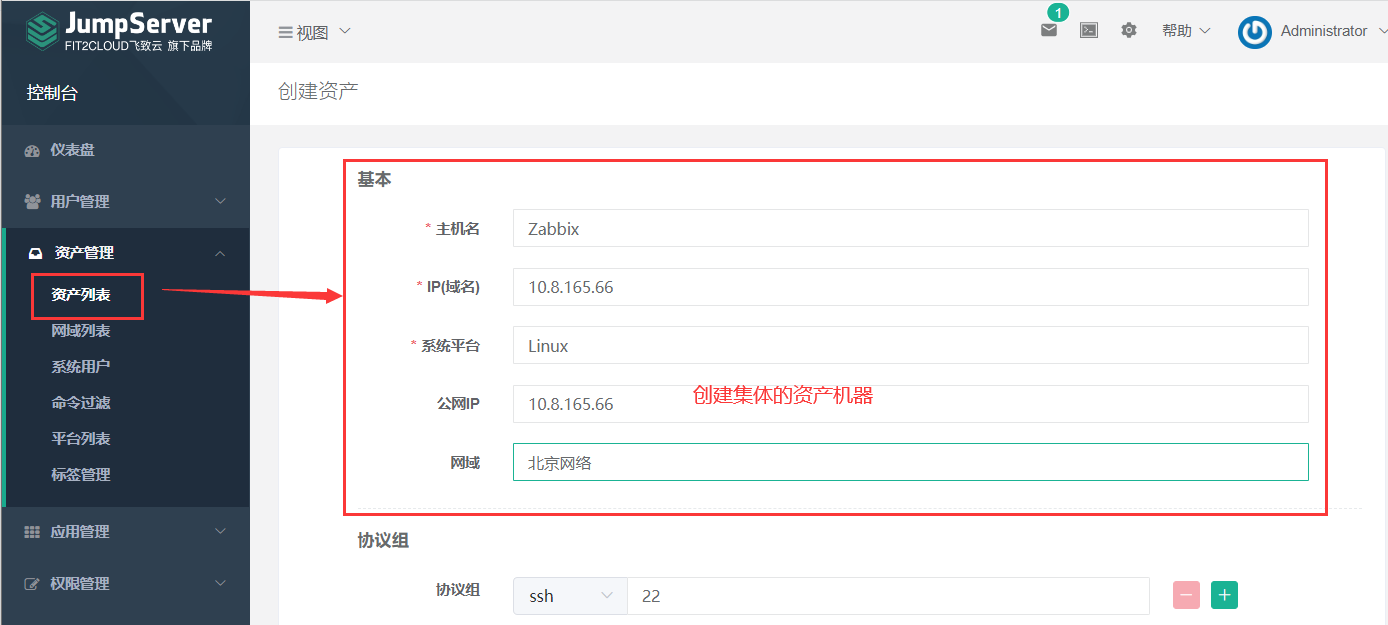 JumpServer
FIT2CLOUD飞致云 旗下品牌
控制台
仪表盘
用户管理
资产管理
资产列表
网域列表
系统用户
命令过滤
平台列表
标签管理
应用管理
权限管理
视图
1
帮助
Administrator
创建资产
基本
* 主机名 Zabbix
* IP(域名) 10.8.165.66
* 系统平台 Linux
公网IP 10.8.165.66
创建集体的资产机器
网域 北京网络
协议组
协议组 ssh 22